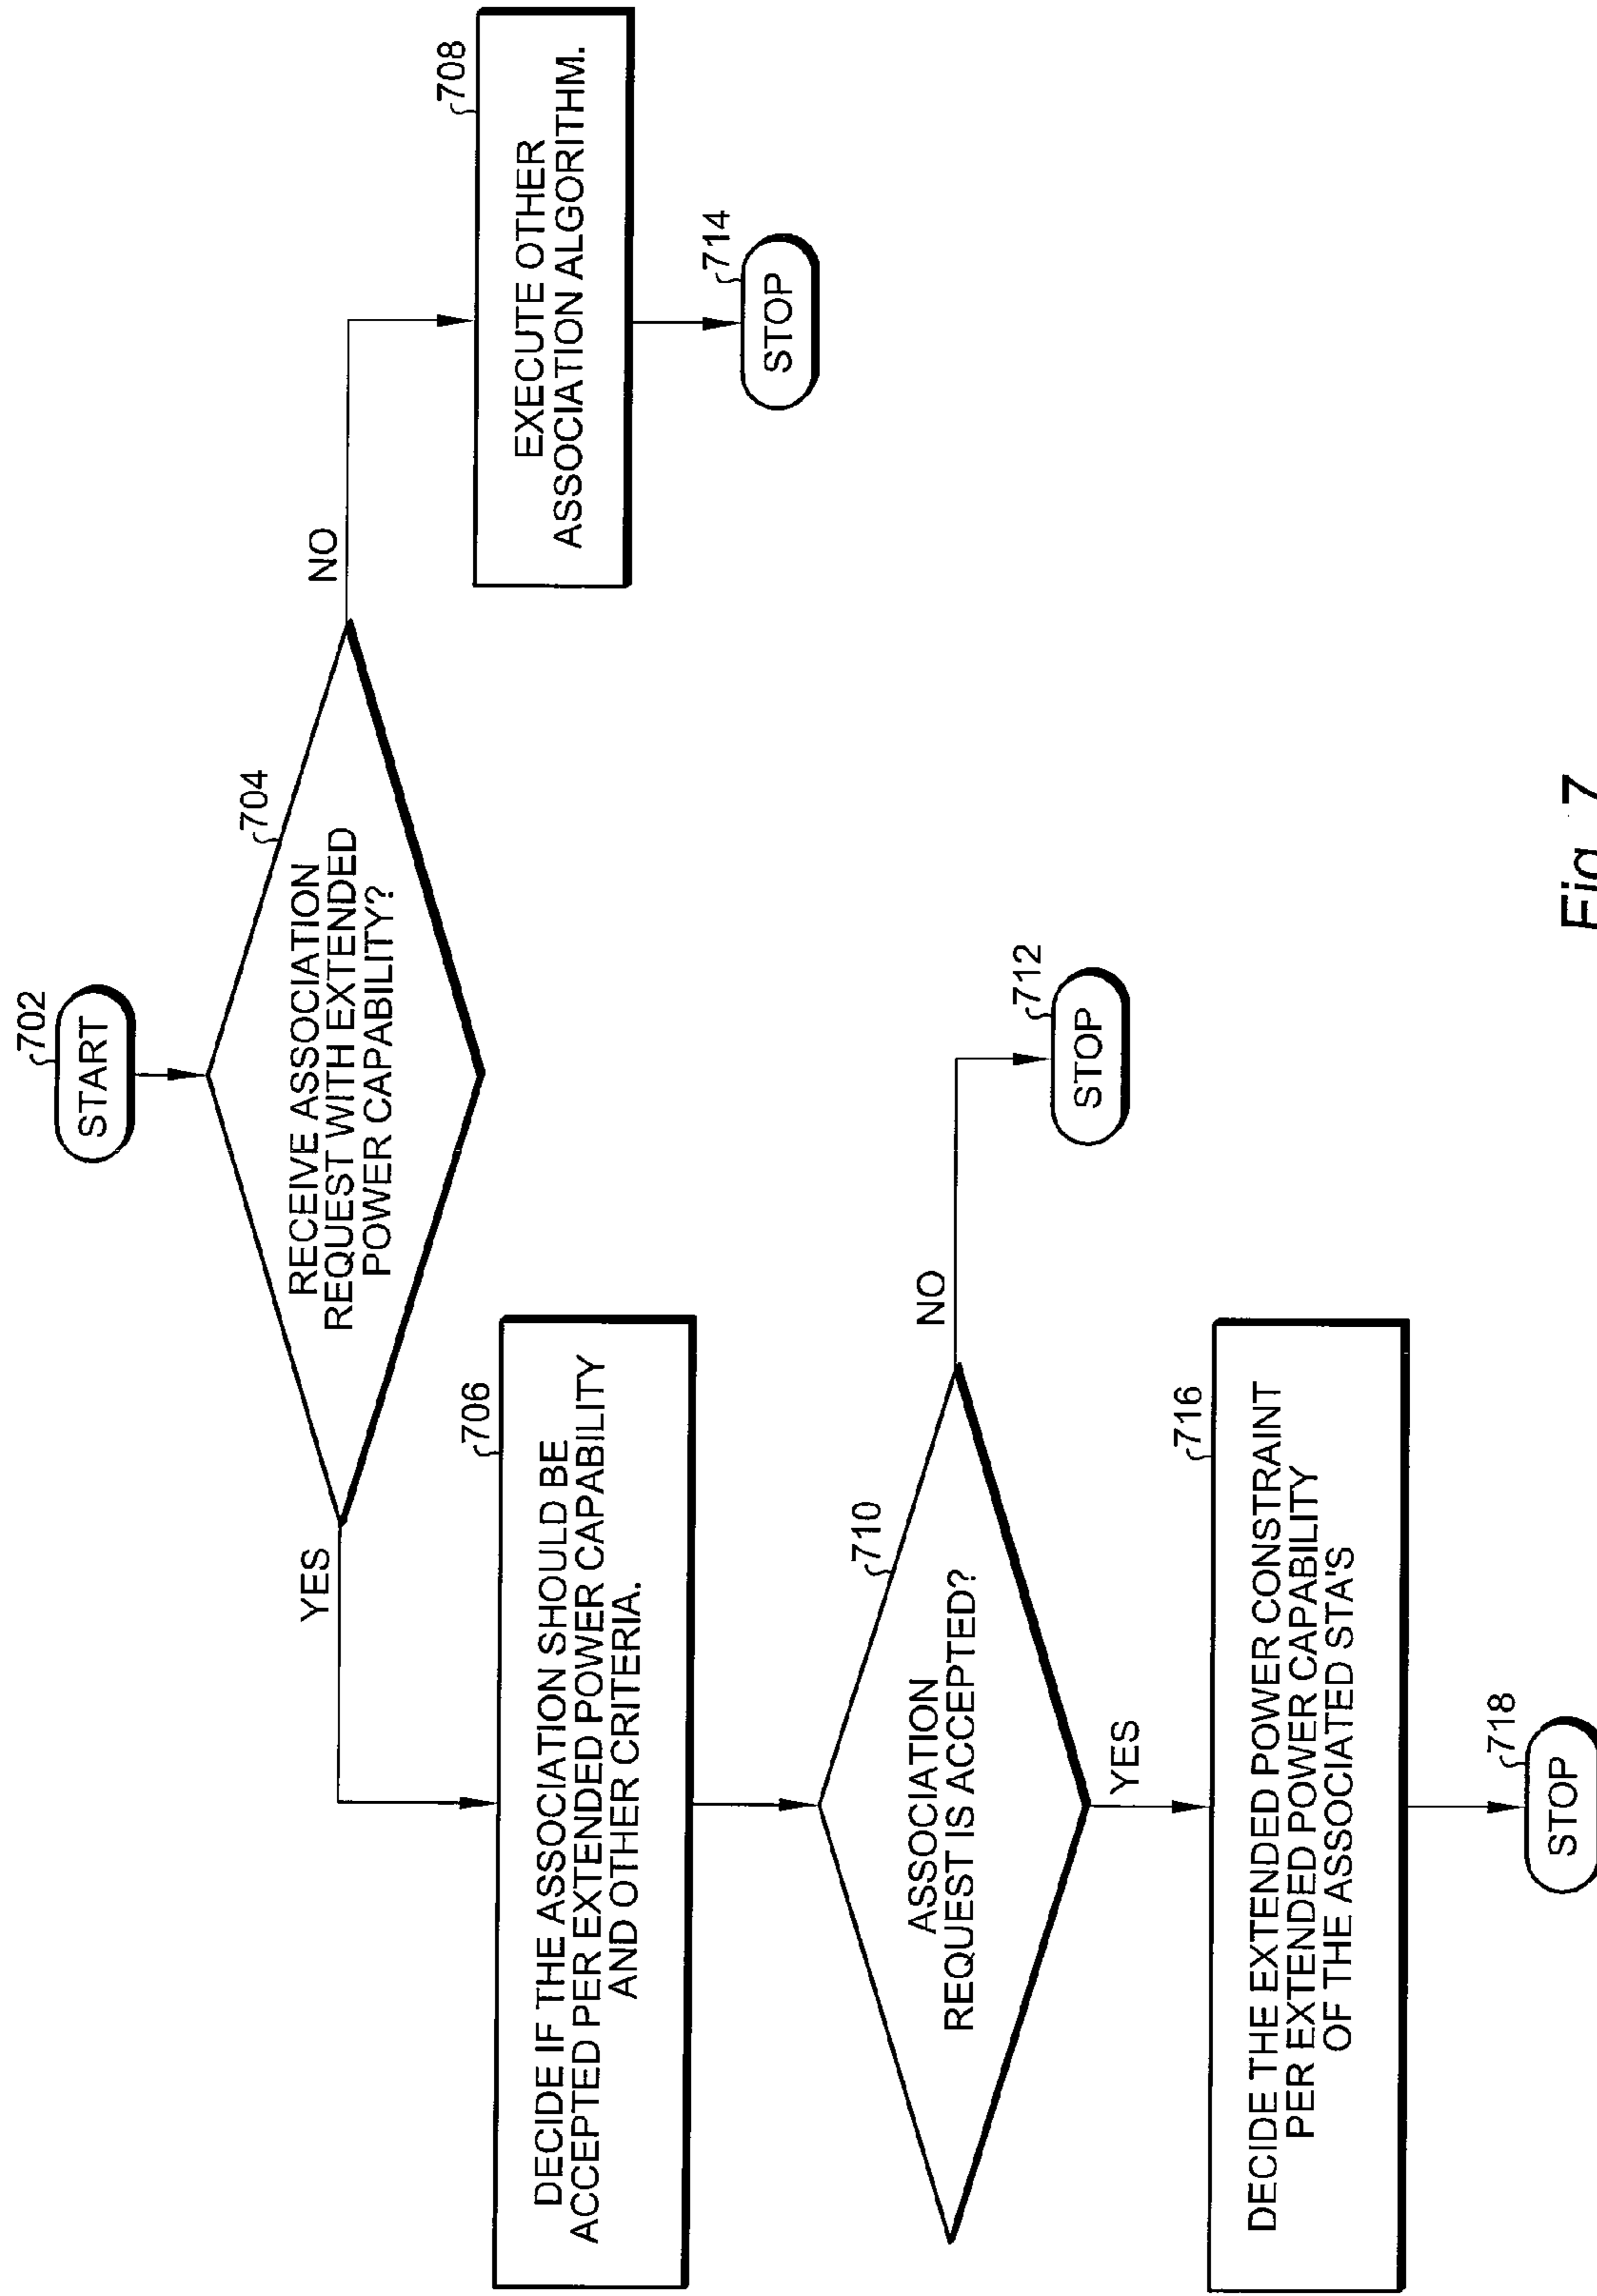 702
START
704
RECEIVE ASSOCIATION
REQUEST WITH EXTENDED
POWER CAPABILITY?
YES
NO
706
DECIDE IF THE ASSOCIATION SHOULD BE
ACCEPTED PER EXTENDED POWER CAPABILITY
AND OTHER CRITERIA.
708
EXECUTE OTHER
ASSOCIATION ALGORITHM.
714
STOP
710
ASSOCIATION
REQUEST IS ACCEPTED?
NO
712
STOP
YES
716
DECIDE THE EXTENDED POWER CONSTRAINT
PER EXTENDED POWER CAPABILITY
OF THE ASSOCIATED STA'S
718
STOP
Fig. 7